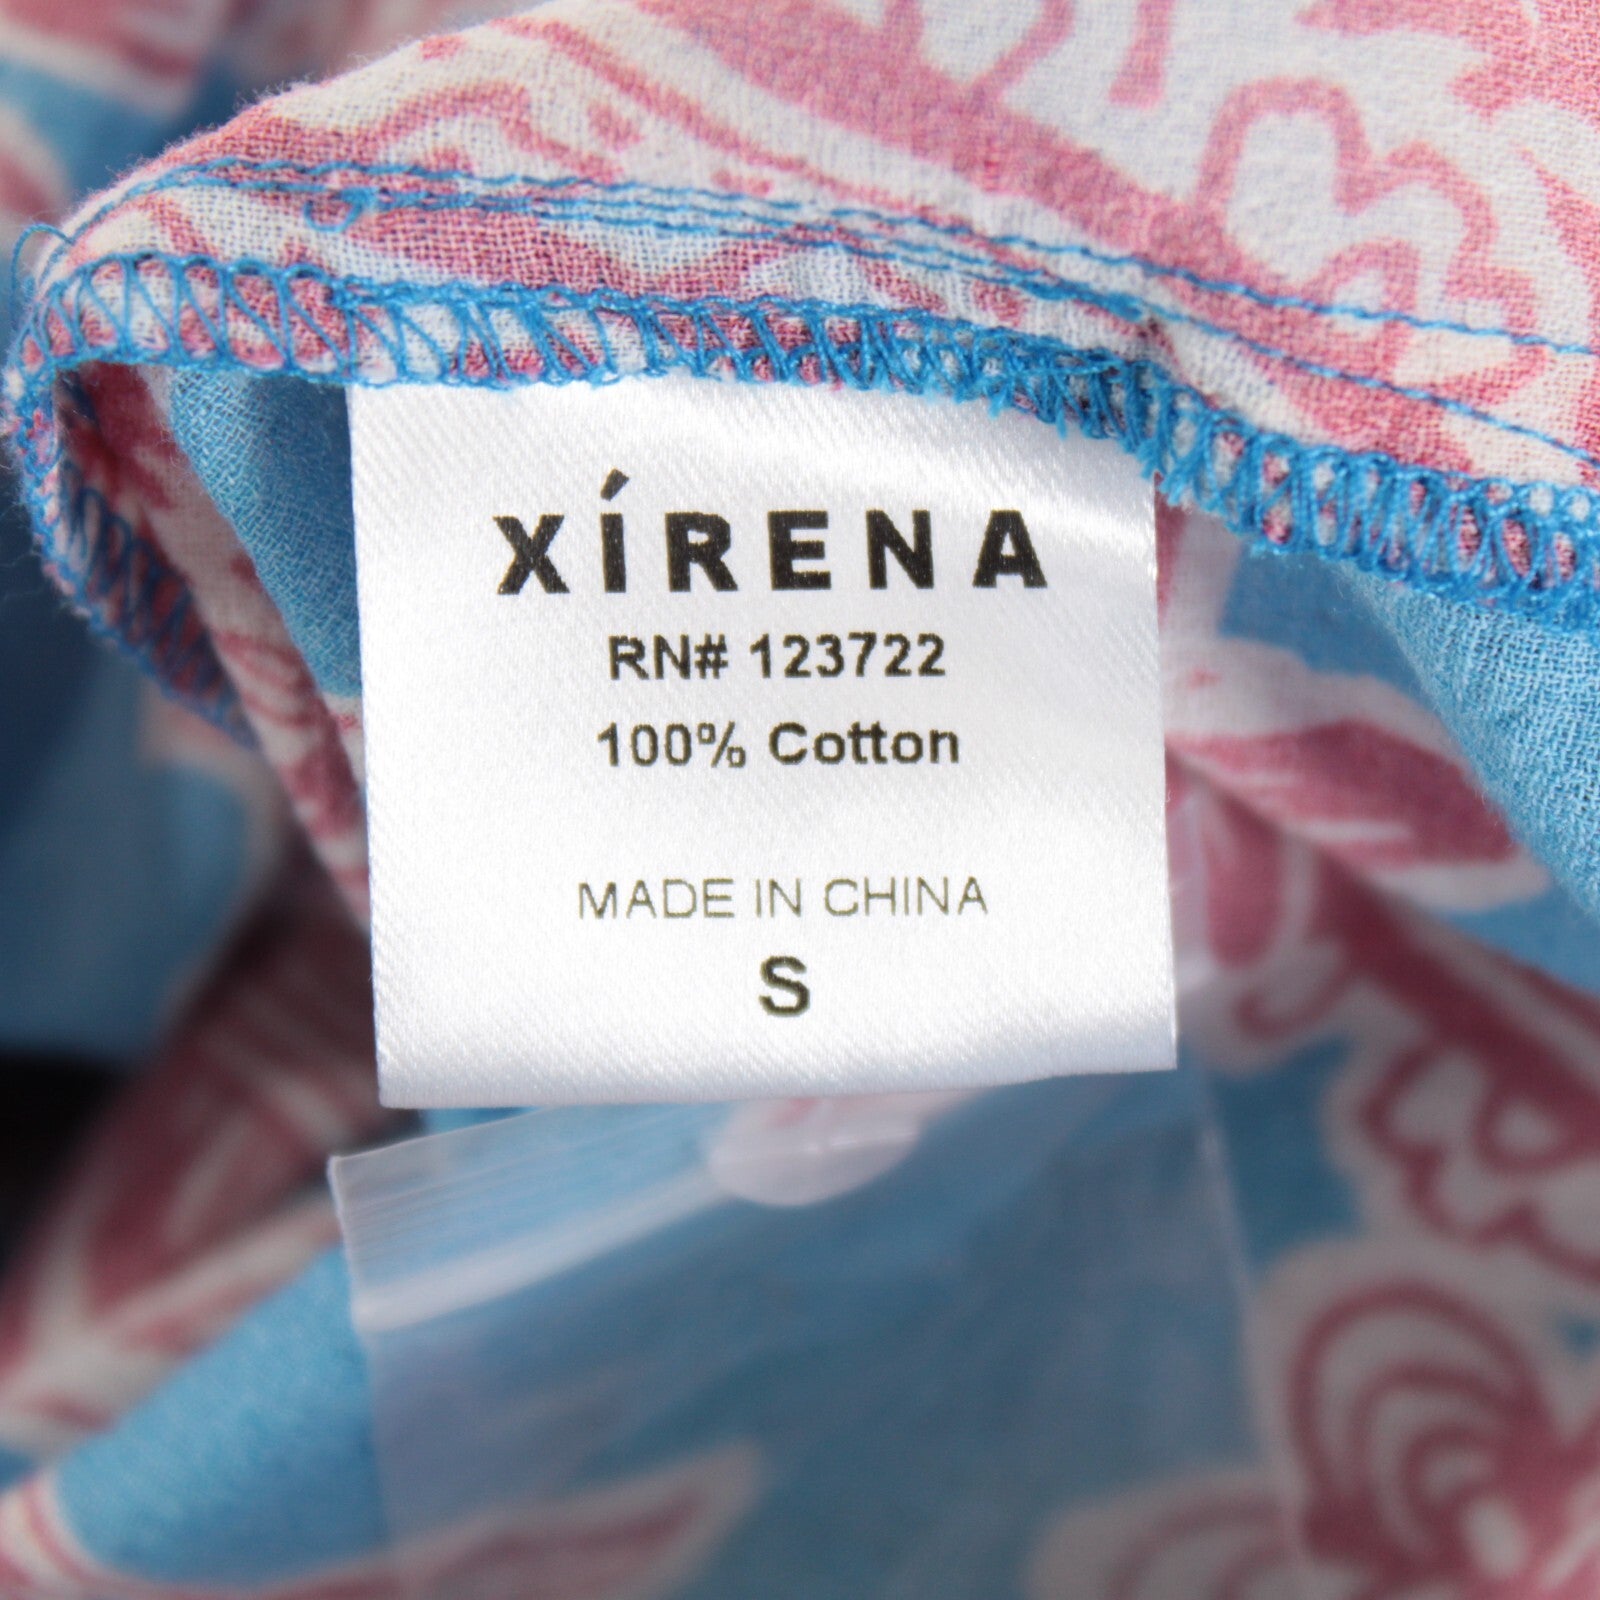 XÍRENA
RN# 123722
100% Cotton
MADE IN CHINA
S